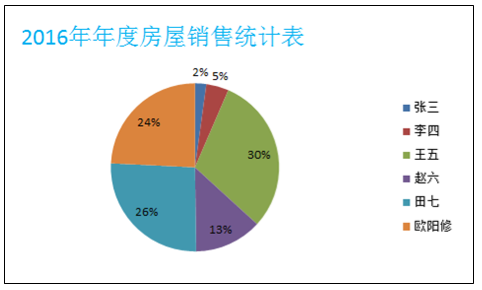 2016年年度房屋销售统计表
2%
5%
30%
13%
26%
24%
张三
李四
王五
赵六
田七
欧阳修